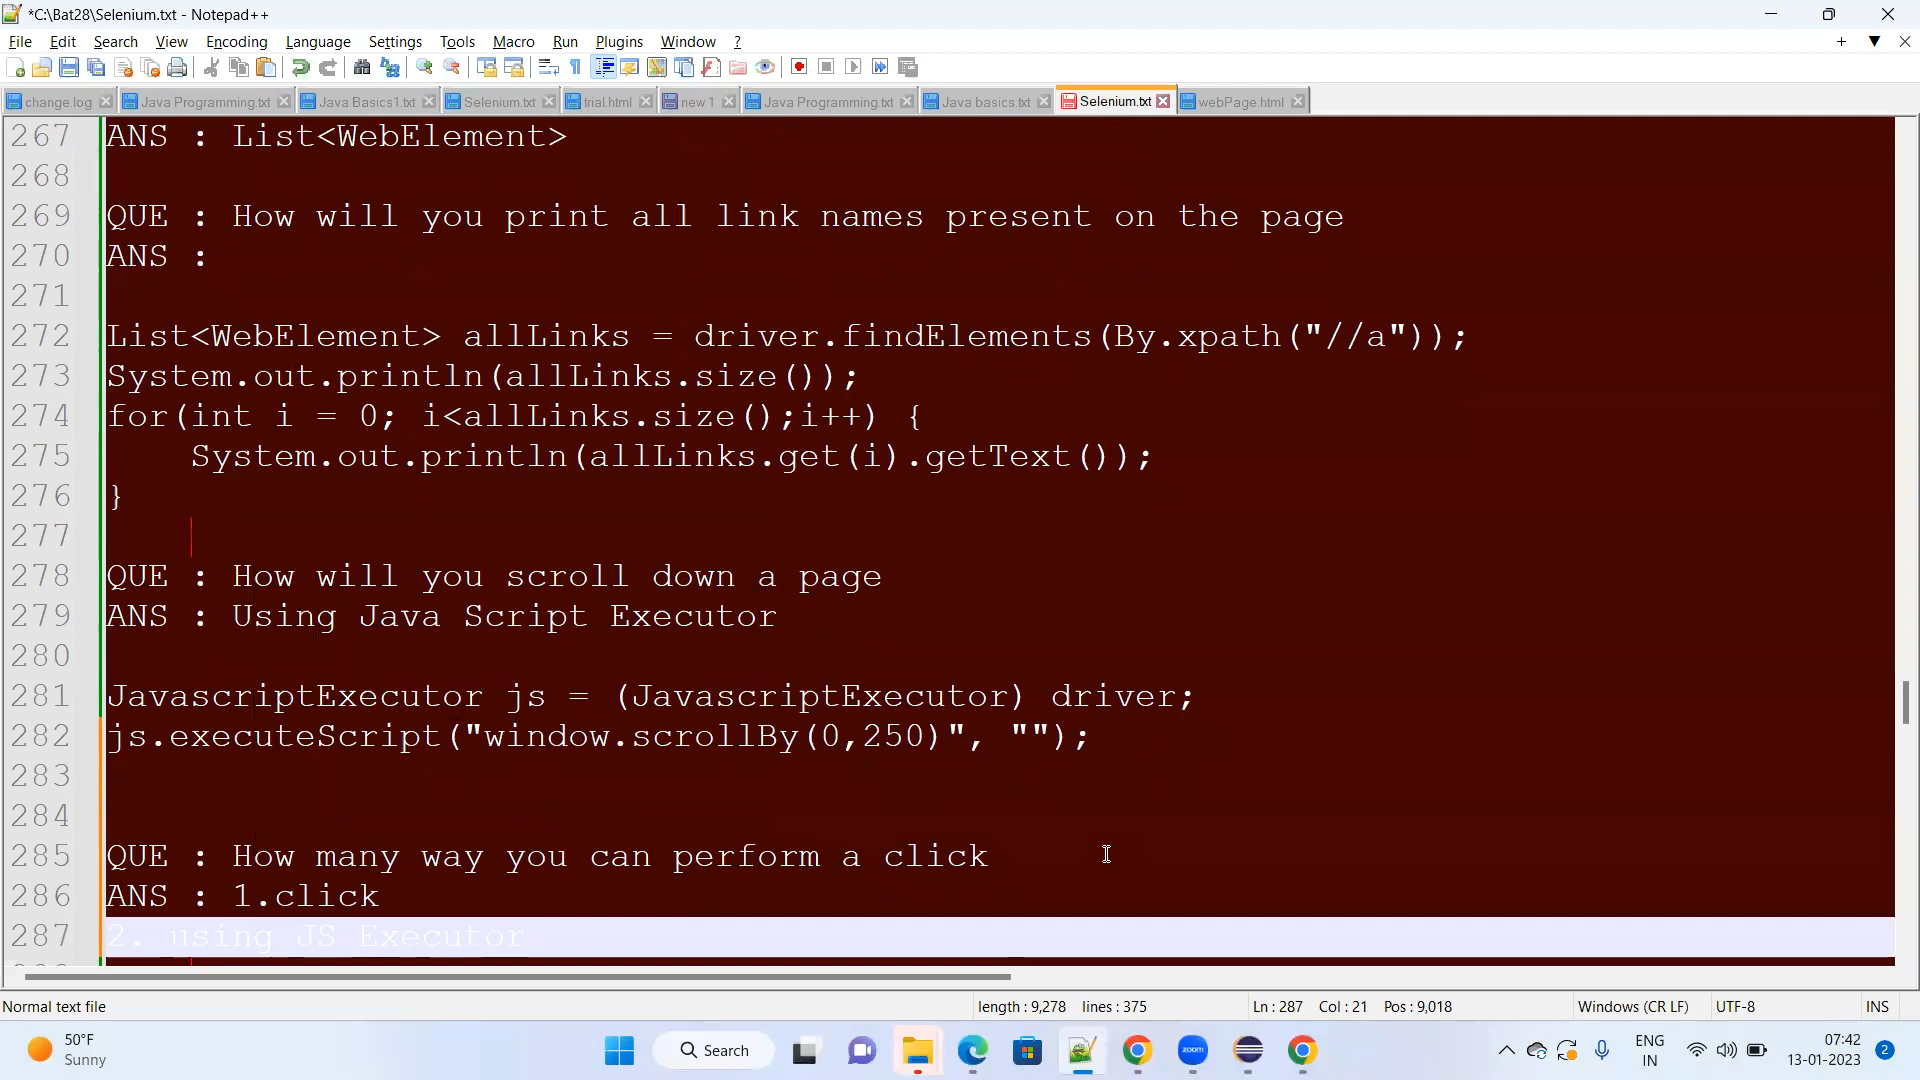 *C:\Bat28\Selenium.txt - Notepad++
File Edit Search View Encoding Language Settings Tools Macro Run Plugins Window ?
change.log Java Programming.txt Java Basics1.txt Selenium.txt trial.html new 1 Java Programming.txt Java basics.txt Selenium.txt webPage.html
267 ANS : List<WebElement>
268
269 QUE : How will you print all link names present on the page
270 ANS :
271
272 List<WebElement> allLinks = driver.findElements(By.xpath("//a"));
273 System.out.println(allLinks.size());
274 for(int i = 0; i<allLinks.size();i++) {
275 System.out.println(allLinks.get(i).getText());
276 }
277
278 QUE : How will you scroll down a page
279 ANS : Using Java Script Executor
280
281 JavascriptExecutor js = (JavascriptExecutor) driver;
282 js.executeScript("window.scrollBy(0,250)", "");
283
284
285 QUE : How many way you can perform a click
286 ANS : 1.click
287 2. using JS Executor
Normal text file length : 9,278 lines : 375 Ln : 287 Col : 21 Pos : 9,018 Windows (CR LF) UTF-8 INS
50°F
Sunny
Search
zoom
ENG
IN
07:42
13-01-2023
2